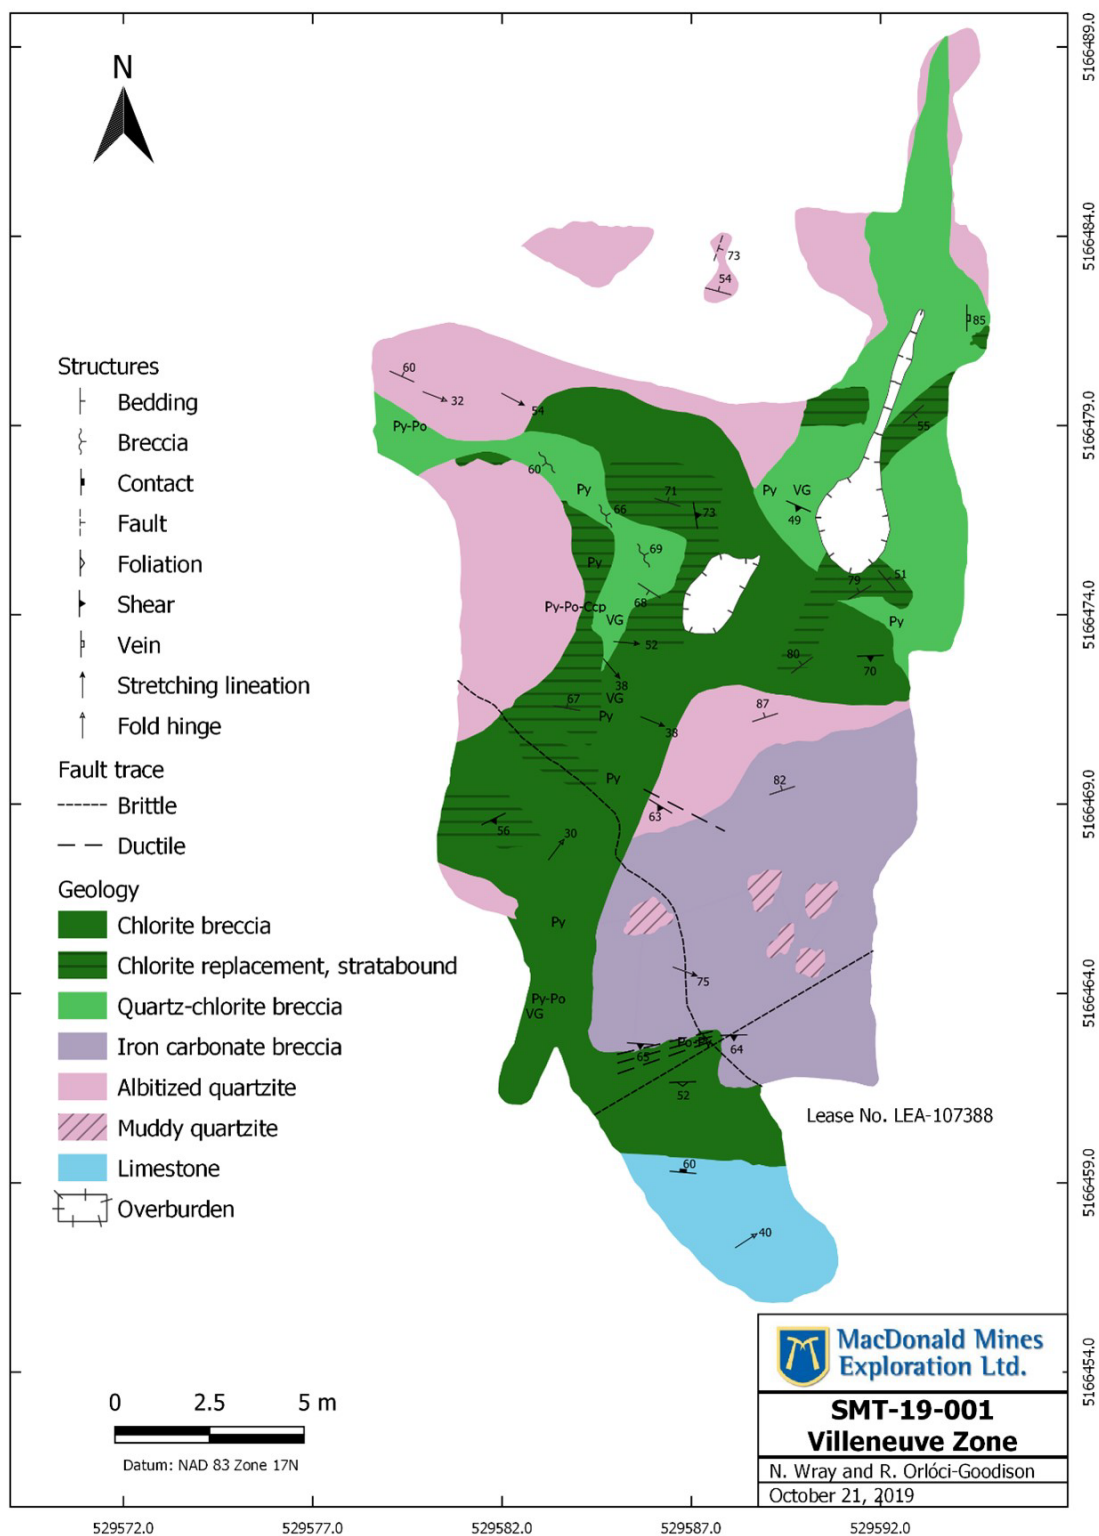 N
5166489.0
5166484.0
73
54
85
Structures
60
32
54
5166479.0
Bedding
Py-Po
55
Breccia
60
Py
71
Py VG
Contact
66
73
49
Fault
69
Foliation
Py
79
51
Shear
68
Py-Po-Ccp
VG
Py
5166474.0
Vein
52
80
70
Stretching lineation
38
VG
67
Py
87
Fold hinge
38
Fault trace
Py
82
5166469.0
Brittle
63
56
30
Ductile
Geology
Chlorite breccia
Py
Chlorite replacement, stratabound
75
Quartz-chlorite breccia
Py-Po
VG
5166464.0
Iron carbonate breccia
65
64
Albitized quartzite
52
Muddy quartzite
Lease No. LEA-107388
Limestone
60
5166459.0
Overburden
40
MacDonald Mines
Exploration Ltd.
5166454.0
0 2.5 5 m
SMT-19-001
Villeneuve Zone
Datum: NAD 83 Zone 17N
N. Wray and R. Orlóci-Goodison
October 21, 2019
529572.0 529577.0 529582.0 529587.0 529592.0